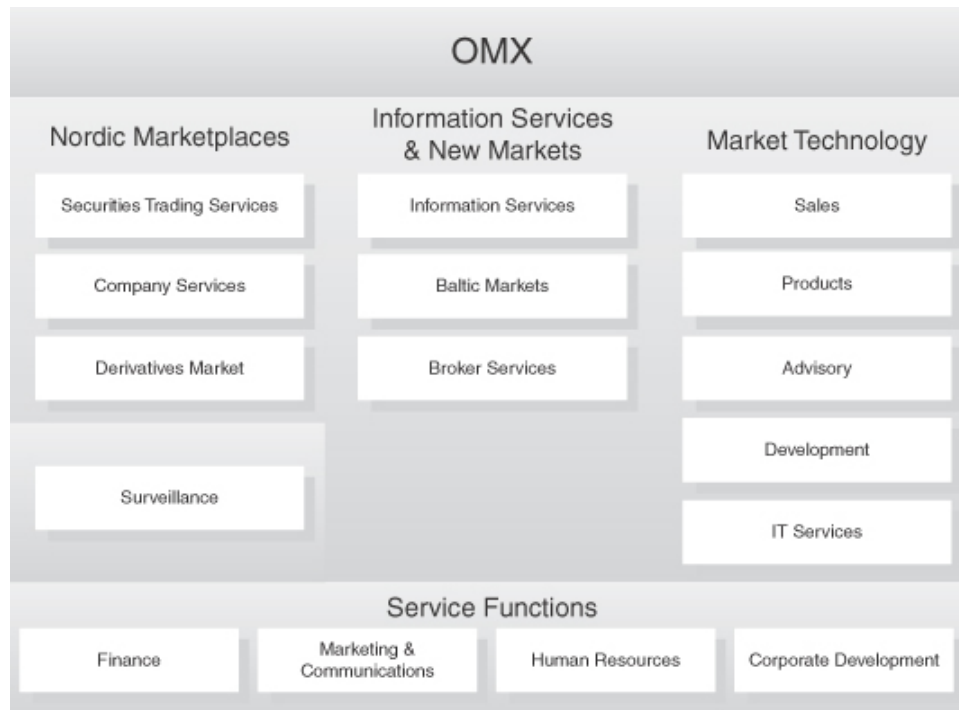 OMX
Nordic Marketplaces
Securities Trading Services
Company Services
Derivatives Market
Surveillance
Information Services
& New Markets
Information Services
Baltic Markets
Broker Services
Market Technology
Sales
Products
Advisory
Development
IT Services
Service Functions
Finance
Marketing &
Communications
Human Resources
Corporate Development